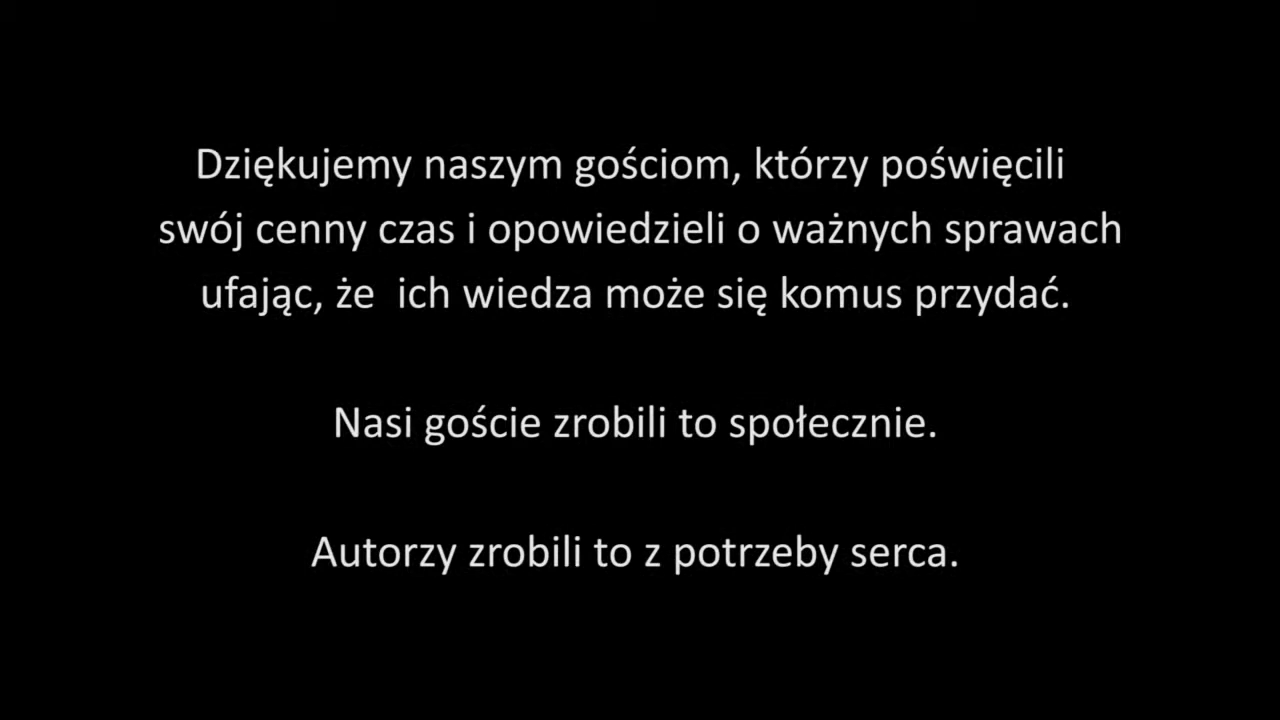 Dziękujemy naszym gościom, którzy poświęcili
swój cenny czas i opowiedzieli o ważnych sprawach
ufając, że  ich wiedza może się komus przydać.
Nasi goście zrobili to społecznie.
Autorzy zrobili to z potrzeby serca.